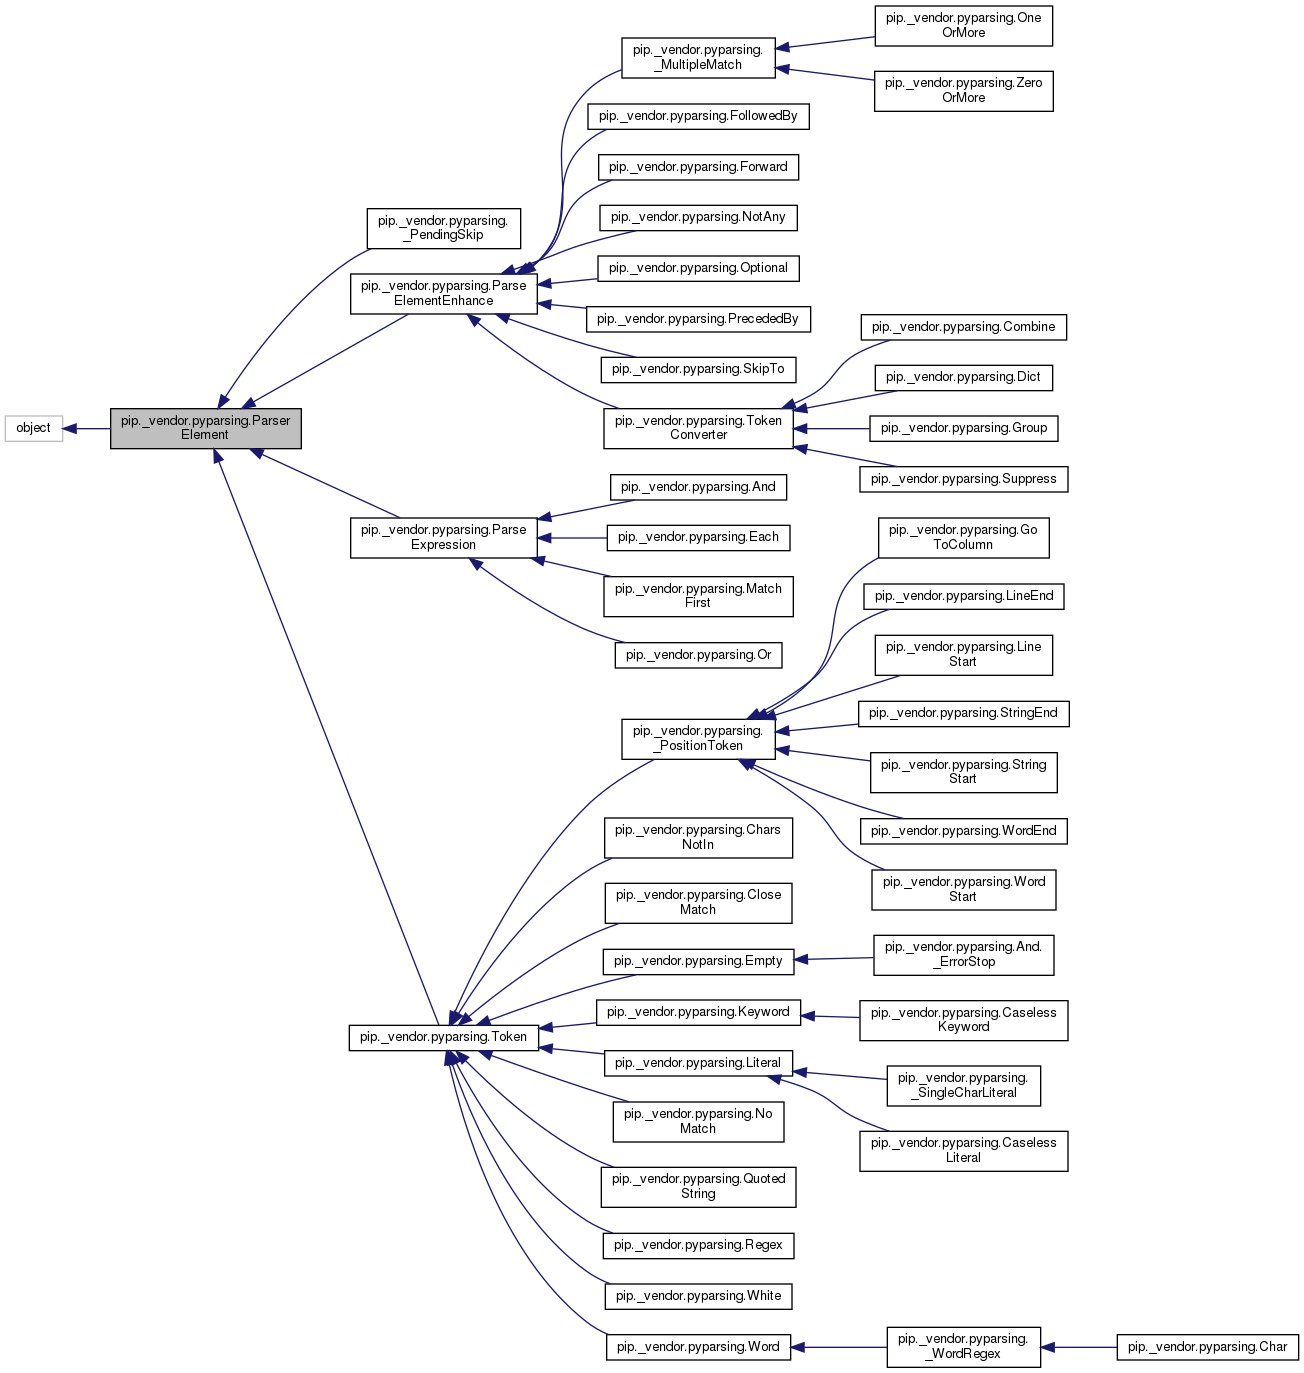 object
pip._vendor.pyparsing.Parser
Element
pip._vendor.pyparsing.
_PendingSkip
pip._vendor.pyparsing.Parse
ElementEnhance
pip._vendor.pyparsing.Parse
Expression
pip._vendor.pyparsing.Token
pip._vendor.pyparsing.
_MultipleMatch
pip._vendor.pyparsing.FollowedBy
pip._vendor.pyparsing.Forward
pip._vendor.pyparsing.NotAny
pip._vendor.pyparsing.Optional
pip._vendor.pyparsing.PrecededBy
pip._vendor.pyparsing.SkipTo
pip._vendor.pyparsing.Token
Converter
pip._vendor.pyparsing.And
pip._vendor.pyparsing.Each
pip._vendor.pyparsing.Match
First
pip._vendor.pyparsing.Or
pip._vendor.pyparsing.
_PositionToken
pip._vendor.pyparsing.Chars
NotIn
pip._vendor.pyparsing.Close
Match
pip._vendor.pyparsing.Empty
pip._vendor.pyparsing.Keyword
pip._vendor.pyparsing.Literal
pip._vendor.pyparsing.No
Match
pip._vendor.pyparsing.Quoted
String
pip._vendor.pyparsing.Regex
pip._vendor.pyparsing.White
pip._vendor.pyparsing.Word
pip._vendor.pyparsing.One
OrMore
pip._vendor.pyparsing.Zero
OrMore
pip._vendor.pyparsing.Combine
pip._vendor.pyparsing.Dict
pip._vendor.pyparsing.Group
pip._vendor.pyparsing.Suppress
pip._vendor.pyparsing.Go
ToColumn
pip._vendor.pyparsing.LineEnd
pip._vendor.pyparsing.Line
Start
pip._vendor.pyparsing.StringEnd
pip._vendor.pyparsing.String
Start
pip._vendor.pyparsing.WordEnd
pip._vendor.pyparsing.Word
Start
pip._vendor.pyparsing.And.
_ErrorStop
pip._vendor.pyparsing.Caseless
Keyword
pip._vendor.pyparsing.
_SingleCharLiteral
pip._vendor.pyparsing.Caseless
Literal
pip._vendor.pyparsing.
_WordRegex
pip._vendor.pyparsing.Char